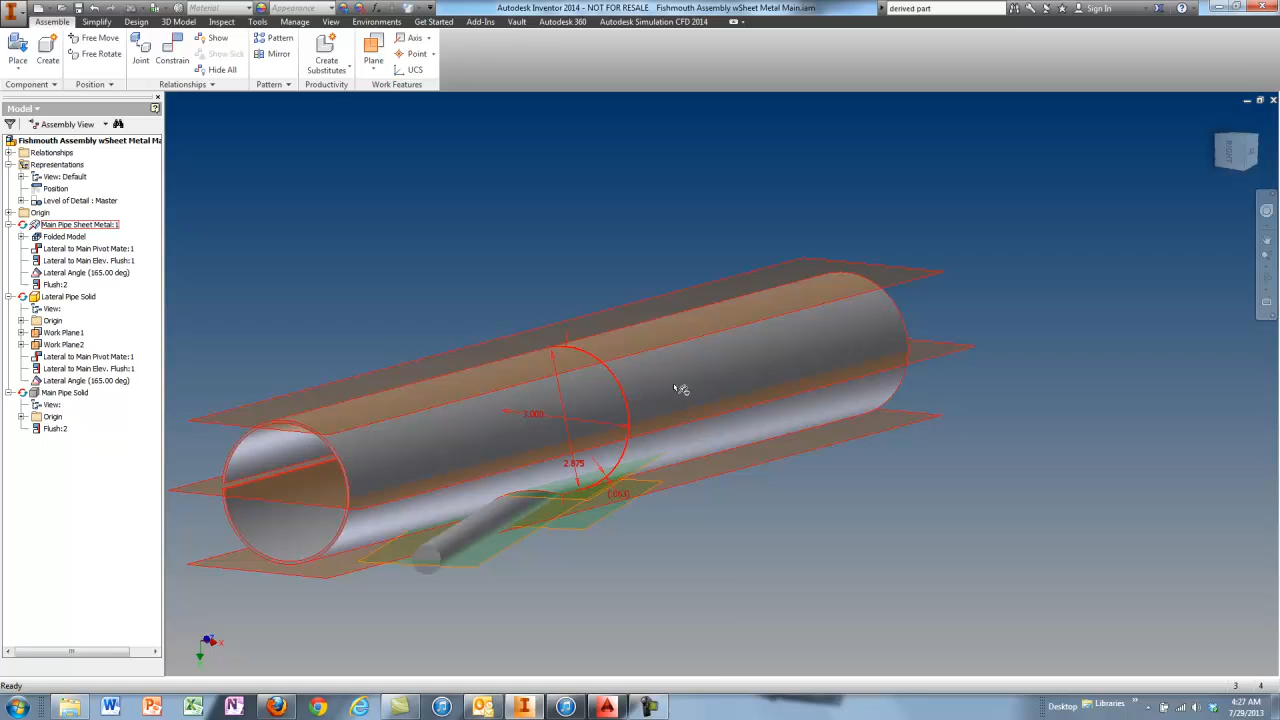 Material
Appearance
Autodesk Inventor 2014 - NOT FOR RESALE Fishmouth Assembly wSheet Metal Main.iam
derived part
Sign In
Assemble Simplify Design 3D Model Inspect Tools Manage View Environments Get Started Add-Ins Vault Autodesk 360 Autodesk Simulation CFD 2014
Place
Create
Free Move
Free Rotate
Joint
Constrain
Show
Show Sick
Hide All
Pattern
Mirror
Create
Substitutes
Plane
Axis
Point
UCS
Component Position Relationships Pattern Productivity Work Features
Model
Assembly View
Fishmouth Assembly wSheet Metal Ma
Relationships
Representations
View: Default
Position
Level of Detail : Master
Origin
Main Pipe Sheet Metal:1
Folded Model
Lateral to Main Pivot Mate:1
Lateral to Main Elev. Flush:1
Lateral Angle (165.00 deg)
Flush:2
Lateral Pipe Solid
View:
Origin
Work Plane1
Work Plane2
Lateral to Main Pivot Mate:1
Lateral to Main Elev. Flush:1
Lateral Angle (165.00 deg)
Main Pipe Solid
View:
Origin
Flush:2
RIGHT
3.000
2.875
(.063)
Z
X
Y
Ready
3 4
Desktop
Libraries
4:27 AM
7/29/2013